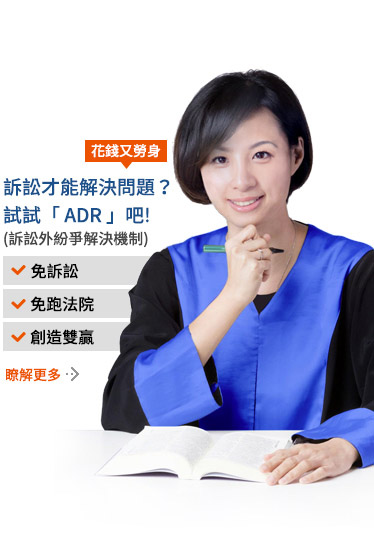 花錢又勞身
訴訟才能解決問題？
試試「 ADR 」吧!
(訴訟外紛爭解決機制)
免訴訟
免跑法院
創造雙贏
瞭解更多